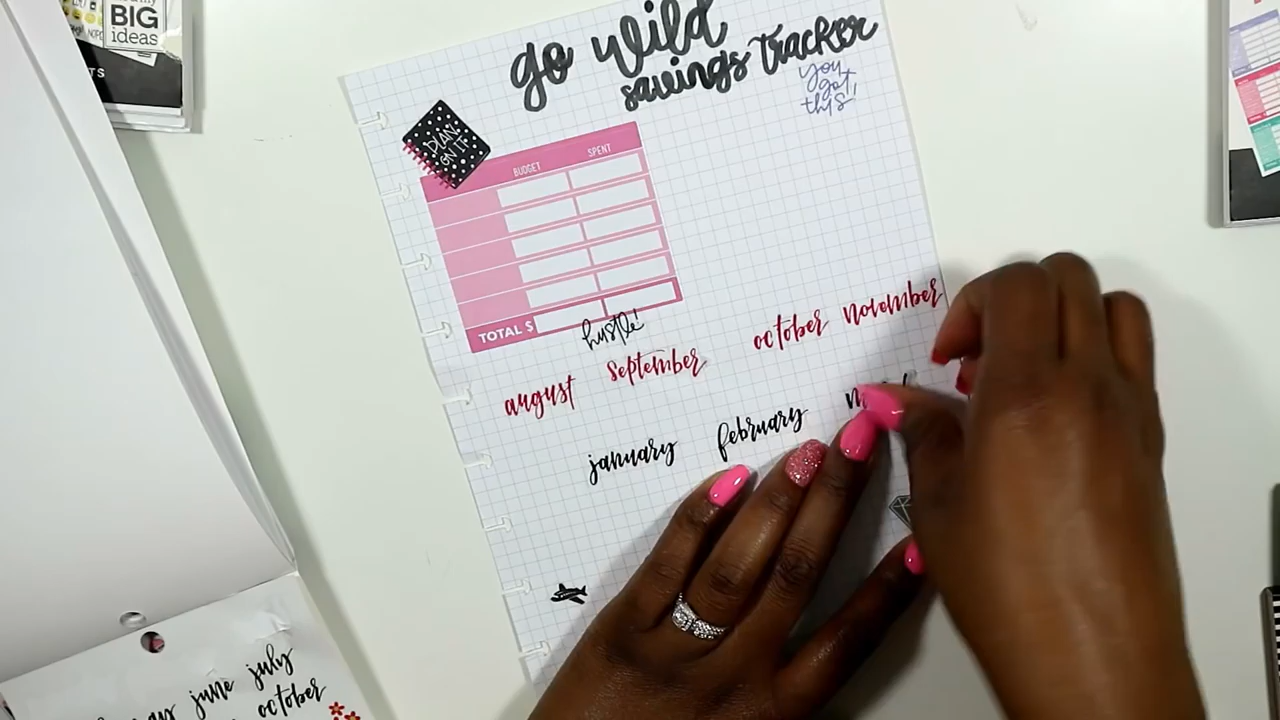 BIG
ideas
go wild
savings tracker
you
got
this!
PLAN
ON IT
BUDGET SPENT
TOTAL $
hustle!
august september october november
january february
june july
october